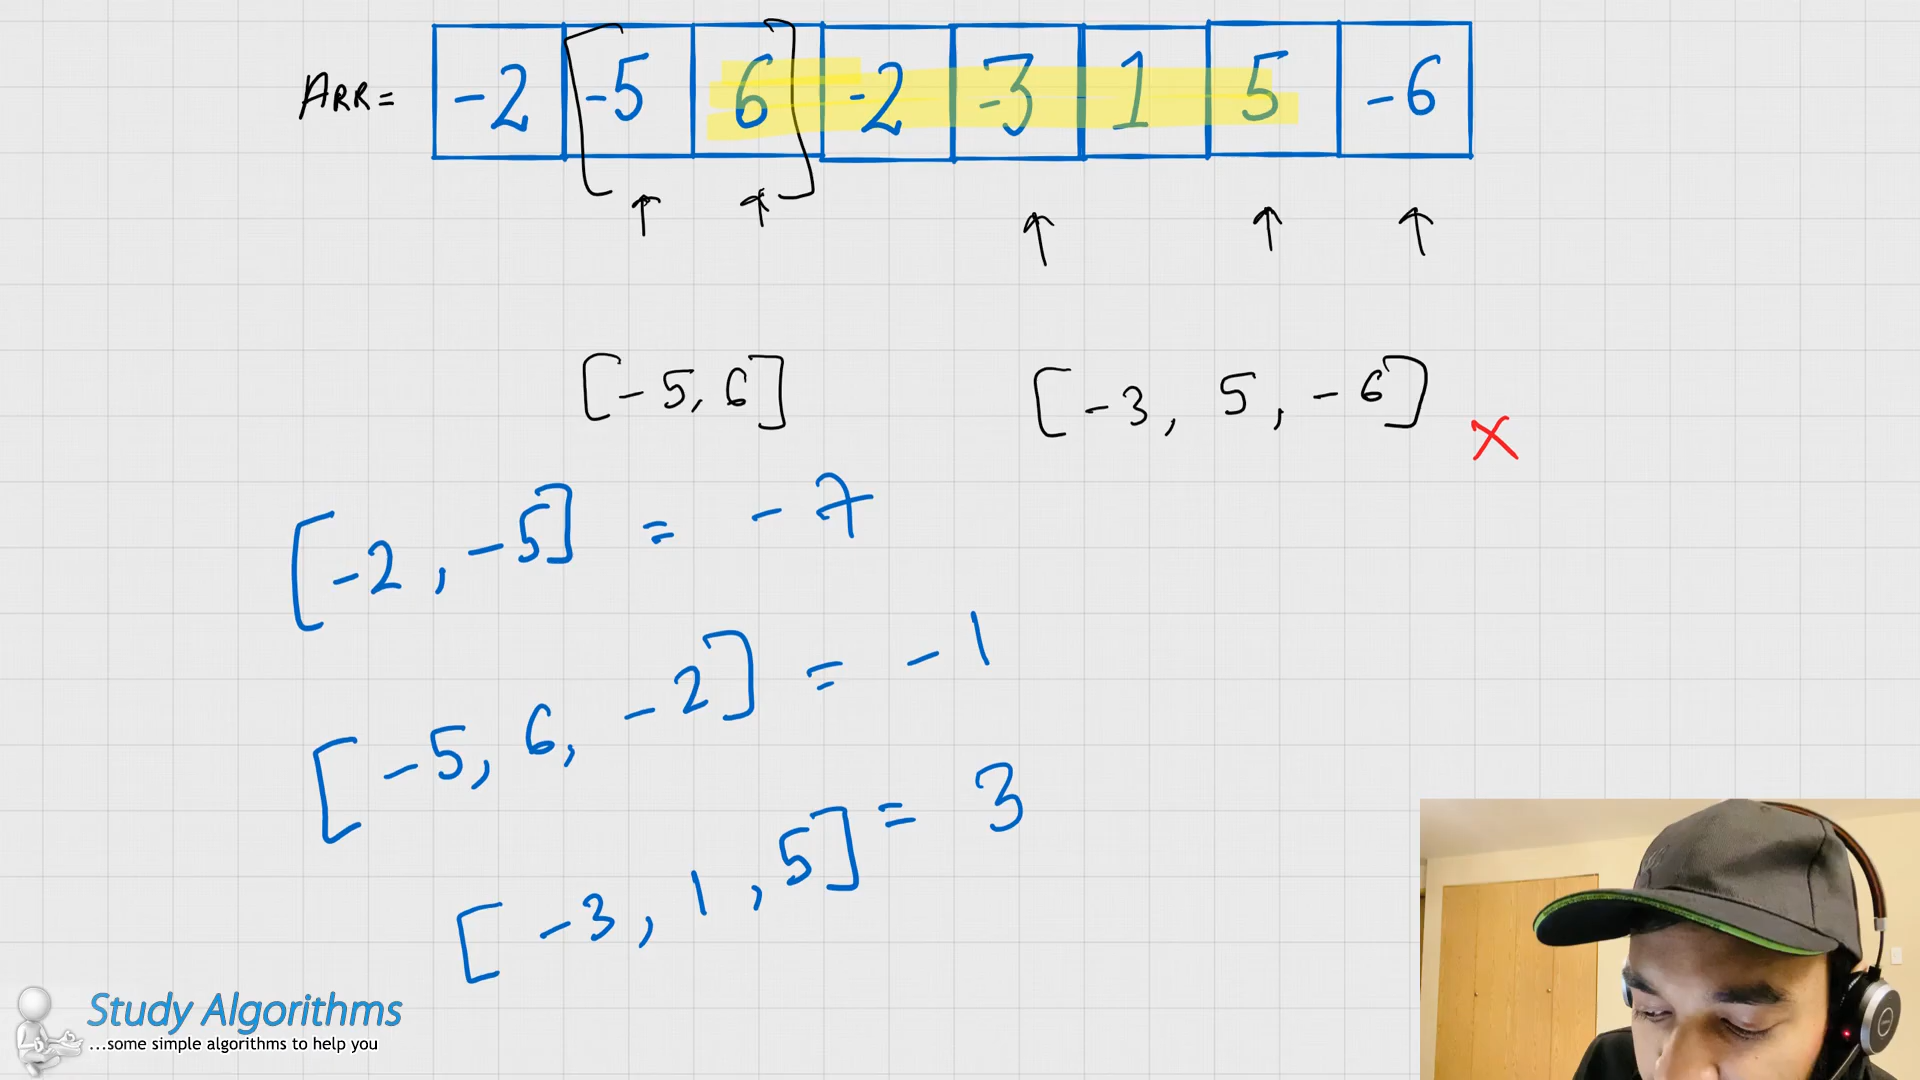 ARR = -2 -5 6 -2 -3 1 5 -6
[-5, 6] [-3, 5, -6]
[-2, -5] = -7
[-5, 6, -2] = -1
[-3, 1, 5] = 3
Study Algorithms
...some simple algorithms to help you